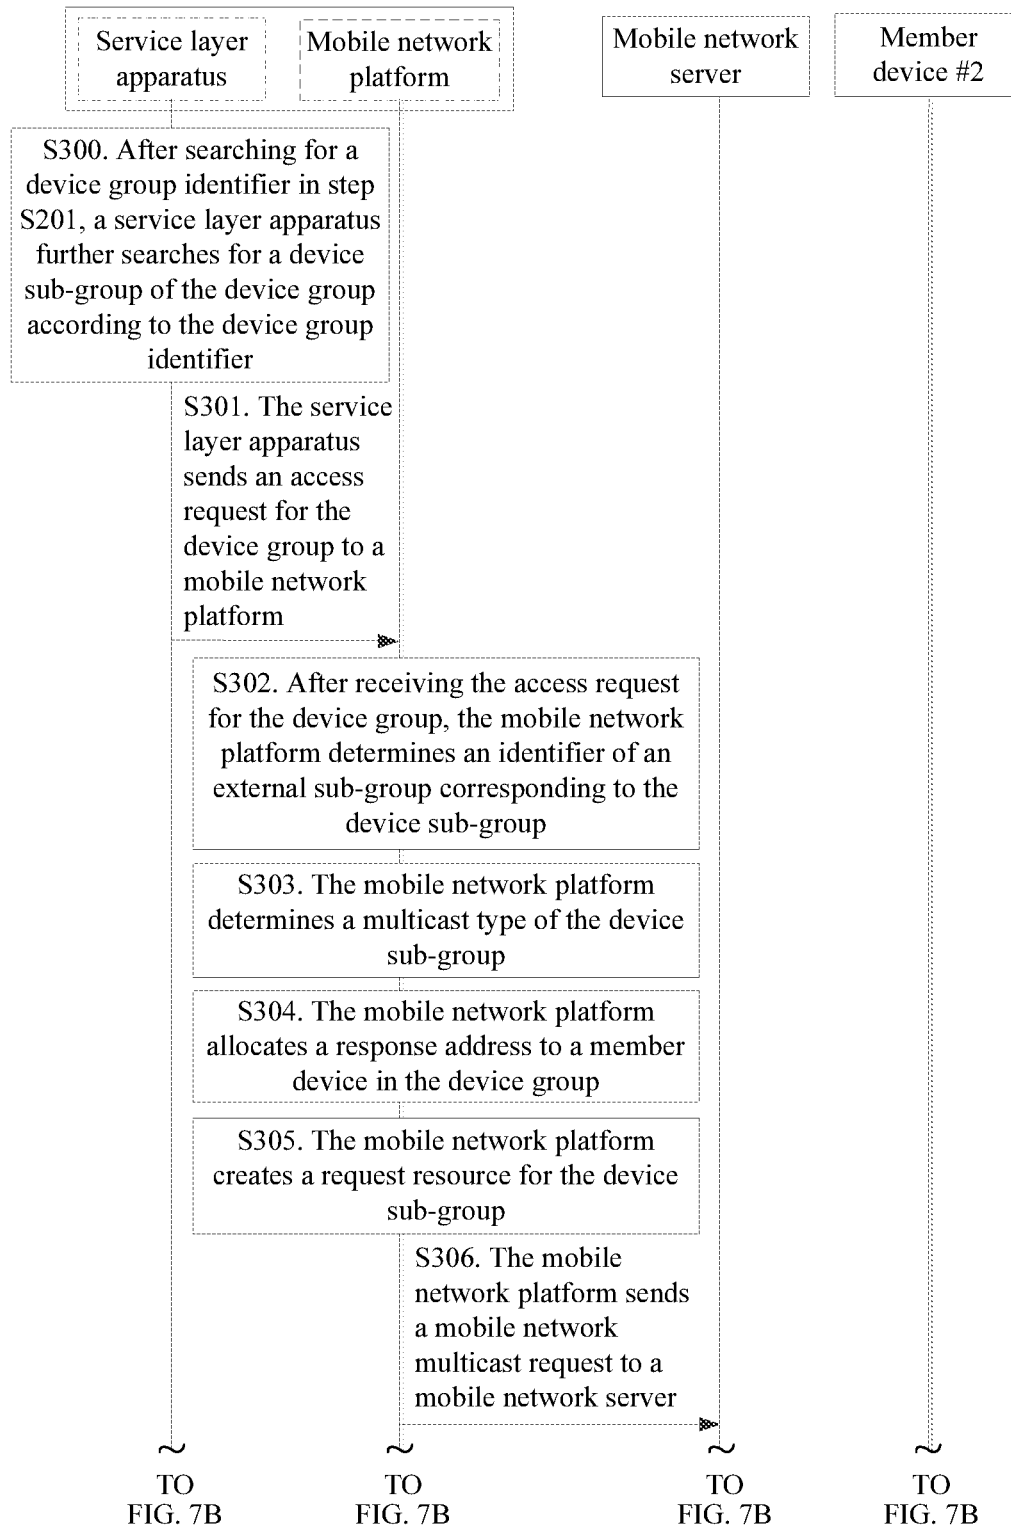 Service layer
apparatus
Mobile network
platform
Mobile network
server
Member
device #2
S300. After searching for a
device group identifier in step
S201, a service layer apparatus
further searches for a device
sub-group of the device group
according to the device group
identifier
S301. The service
layer apparatus
sends an access
request for the
device group to a
mobile network
platform
S302. After receiving the access request
for the device group, the mobile network
platform determines an identifier of an
external sub-group corresponding to the
device sub-group
S303. The mobile network platform
determines a multicast type of the device
sub-group
S304. The mobile network platform
allocates a response address to a member
device in the device group
S305. The mobile network platform
creates a request resource for the device
sub-group
S306. The mobile
network platform sends
a mobile network
multicast request to a
mobile network server
TO
FIG. 7B
TO
FIG. 7B
TO
FIG. 7B
TO
FIG. 7B